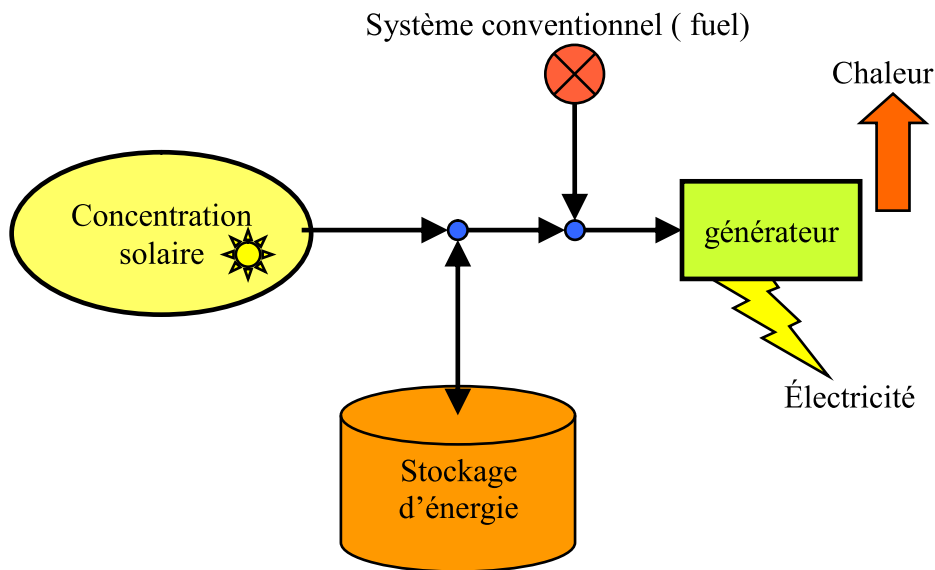 Système conventionnel ( fuel)
Chaleur
Concentration
solaire
générateur
Électricité
Stockage
d’énergie